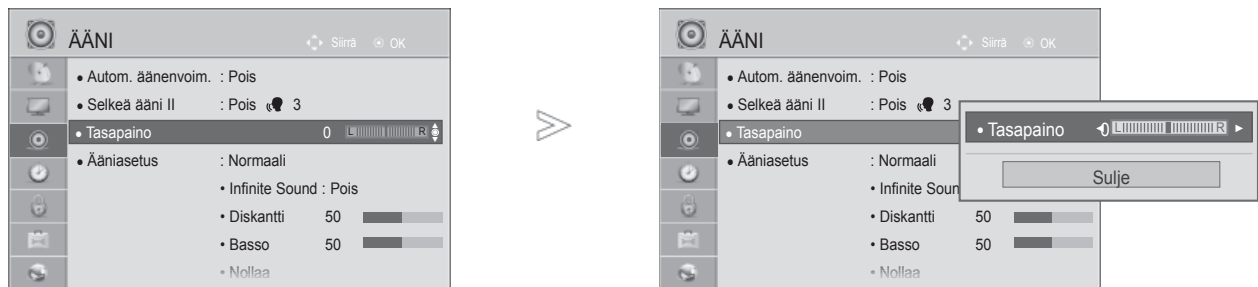 ÄÄNI Siirrä OK
• Autom. äänenvoim. : Pois
• Selkeä ääni II : Pois 3
• Tasapaino 0 L R
• Ääniasetus : Normaali
• Infinite Sound : Pois
• Diskantti 50
• Basso 50
• Nollaa
>
ÄÄNI Siirrä OK
• Autom. äänenvoim. : Pois
• Selkeä ääni II : Pois 3
• Tasapaino
• Ääniasetus : Normaali
• Infinite Soun
• Diskantti 50
• Basso 50
• Nollaa
• Tasapaino 0 L R
Sulje